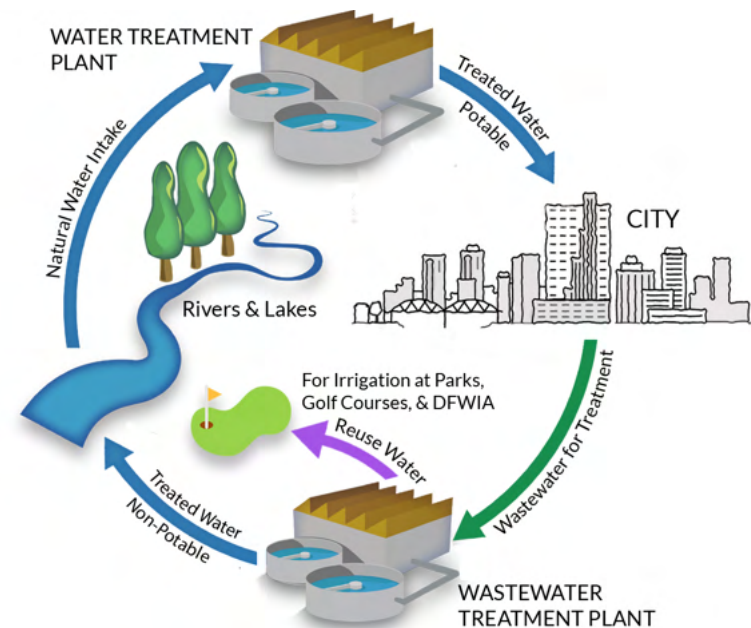 WATER TREATMENT
PLANT
Treated Water
Potable
Natural Water Intake
CITY
Rivers & Lakes
For Irrigation at Parks,
Golf Courses, & DFWIA
Reuse Water
Wastewater for Treatment
Treated Water
Non-Potable
WASTEWATER
TREATMENT PLANT